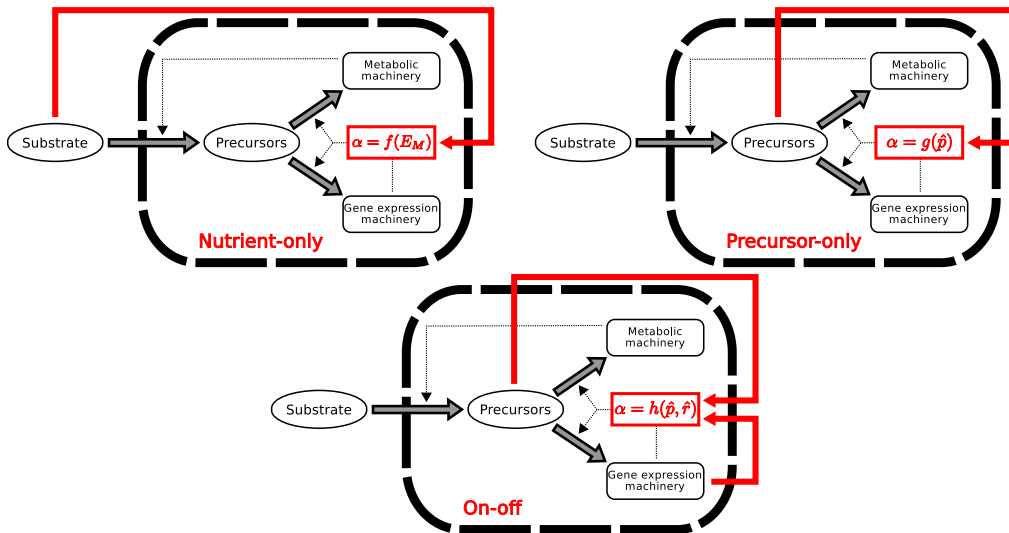 Metabolic
machinery
Substrate
Precursors
α = f(E_M)
Gene expression
machinery
Nutrient-only
Metabolic
machinery
Substrate
Precursors
α = g(p̂)
Gene expression
machinery
Precursor-only
Metabolic
machinery
Substrate
Precursors
α = h(p̂, r̂)
Gene expression
machinery
On-off